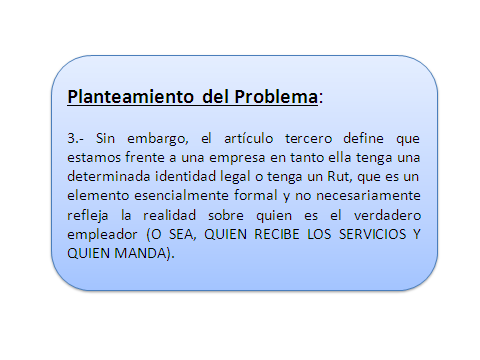 Planteamiento del Problema:
3.- Sin embargo, el artículo tercero define que
estamos frente a una empresa en tanto ella tenga una
determinada identidad legal o tenga un Rut, que es un
elemento esencialmente formal y no necesariamente
refleja la realidad sobre quien es el verdadero
empleador (O SEA, QUIEN RECIBE LOS SERVICIOS Y
QUIEN MANDA).